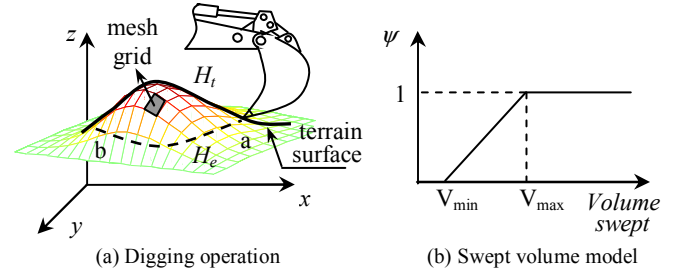 z
mesh
grid
H_t
terrain
surface
a
b
H_e
x
y
(a) Digging operation
ψ
1
V_min
V_max
Volume
swept
(b) Swept volume model